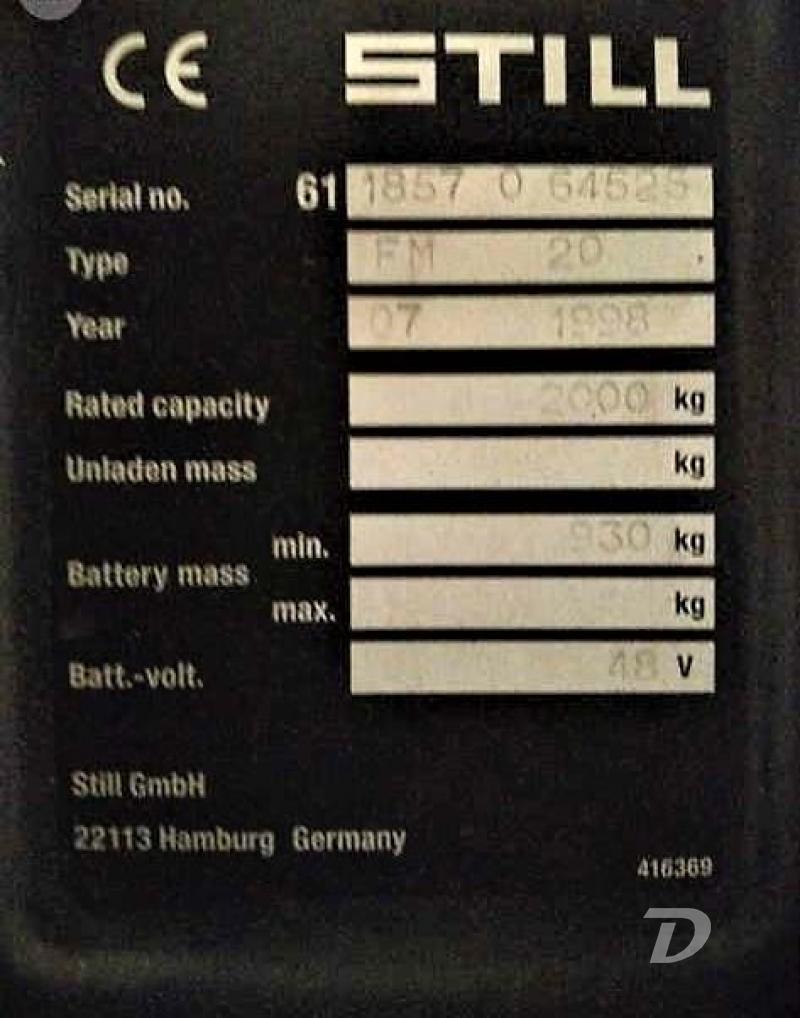 CE STILL
Serial no. 61 1857 0 64525
Type FM 20
Year 07 1998
Rated capacity 2000 kg
Unladen mass kg
min. 930 kg
Battery mass
max. kg
Batt.-volt. 48 V
Still GmbH
22113 Hamburg Germany
416369
D